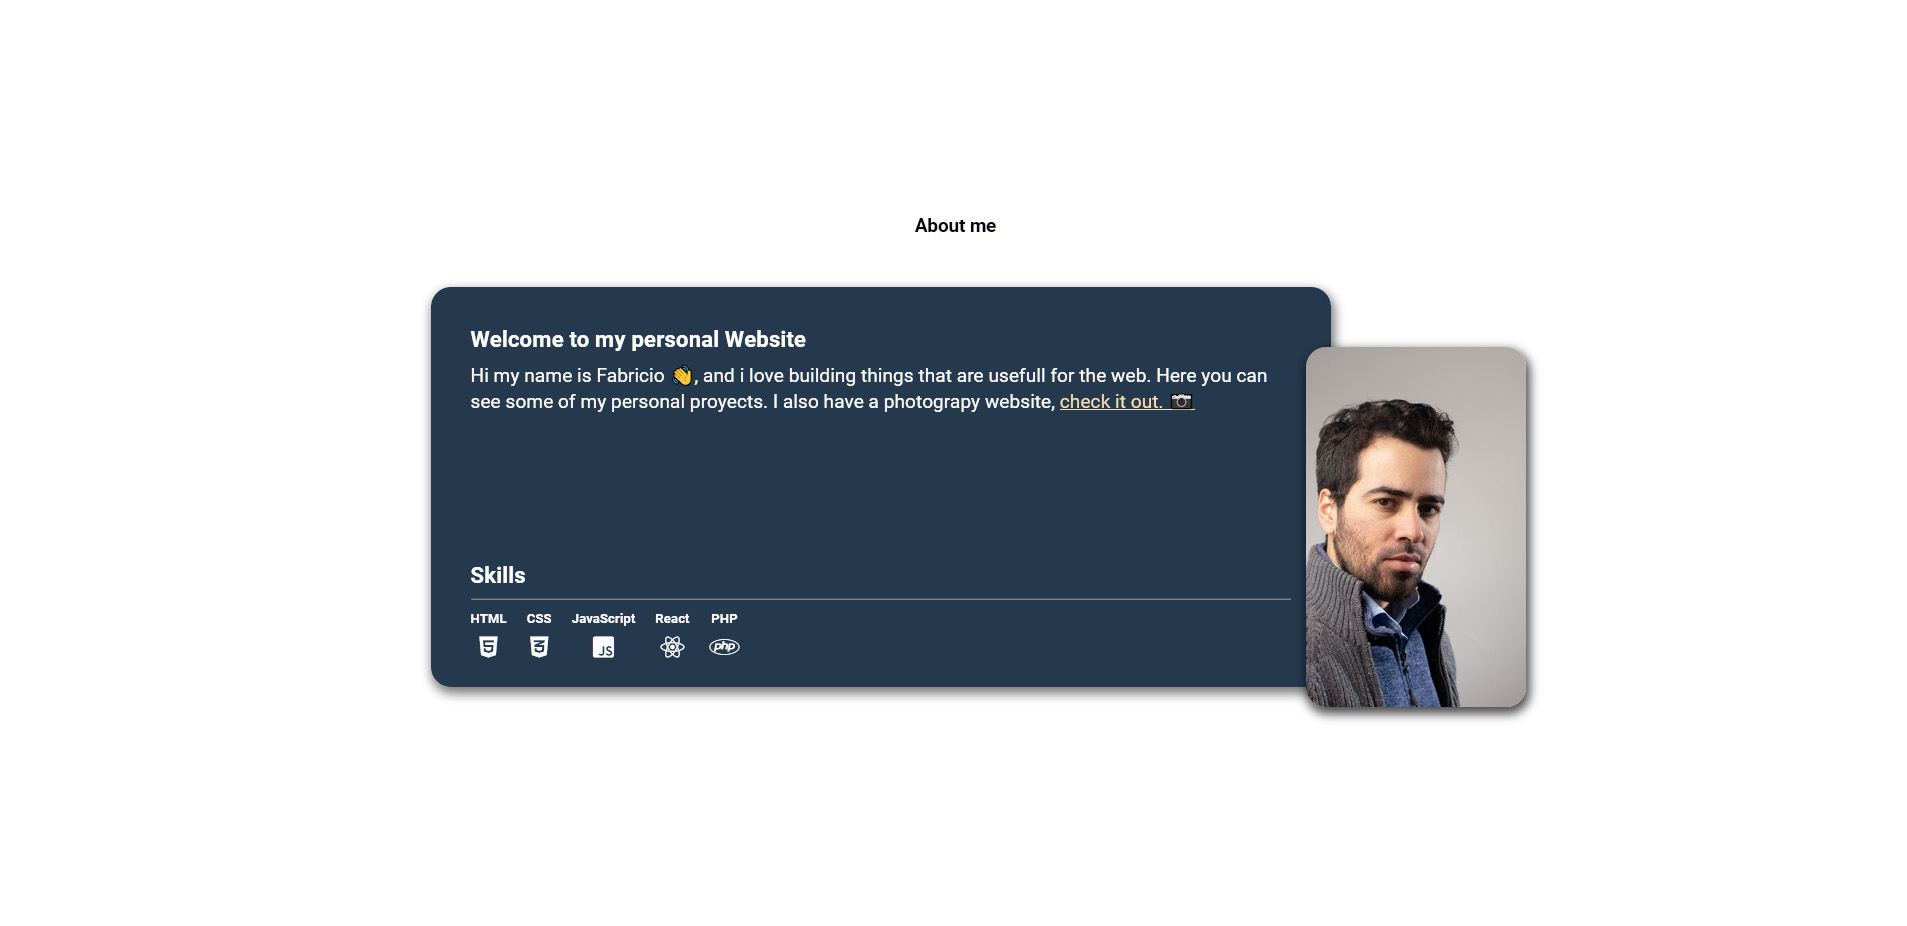 About me
Welcome to my personal Website
Hi my name is Fabricio 👋, and i love building things that are usefull for the web. Here you can
see some of my personal proyects. I also have a photograpy website, check it out. 📷
Skills
HTML CSS JavaScript React PHP
5 3 JS php